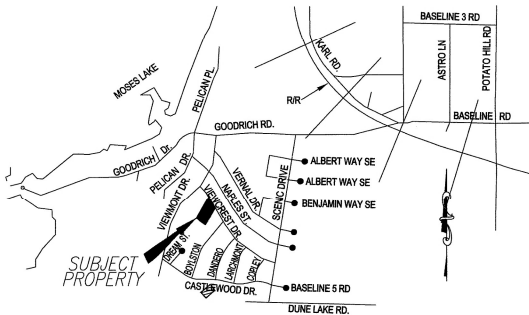 BASELINE 3 RD
KARL RD.
ASTRO LN
POTATO HILL RD
MOSES LAKE
PELICAN PL.
R/R
GOODRICH RD.
BASELINE RD
GOODRICH Dr.
PELICAN DR.
VIEWMONT DR.
VERNAL DR.
NAPLES ST.
VIEWCREST DR
SCENIC DRIVE
ALBERT WAY SE
ALBERT WAY SE
BENJAMIN WAY SE
DREAM ST.
BOYLSTON
DANDERO
LARCHMONT
COPLEY
SUBJECT
PROPERTY
CASTLEWOOD DR.
BASELINE 5 RD
DUNE LAKE RD.